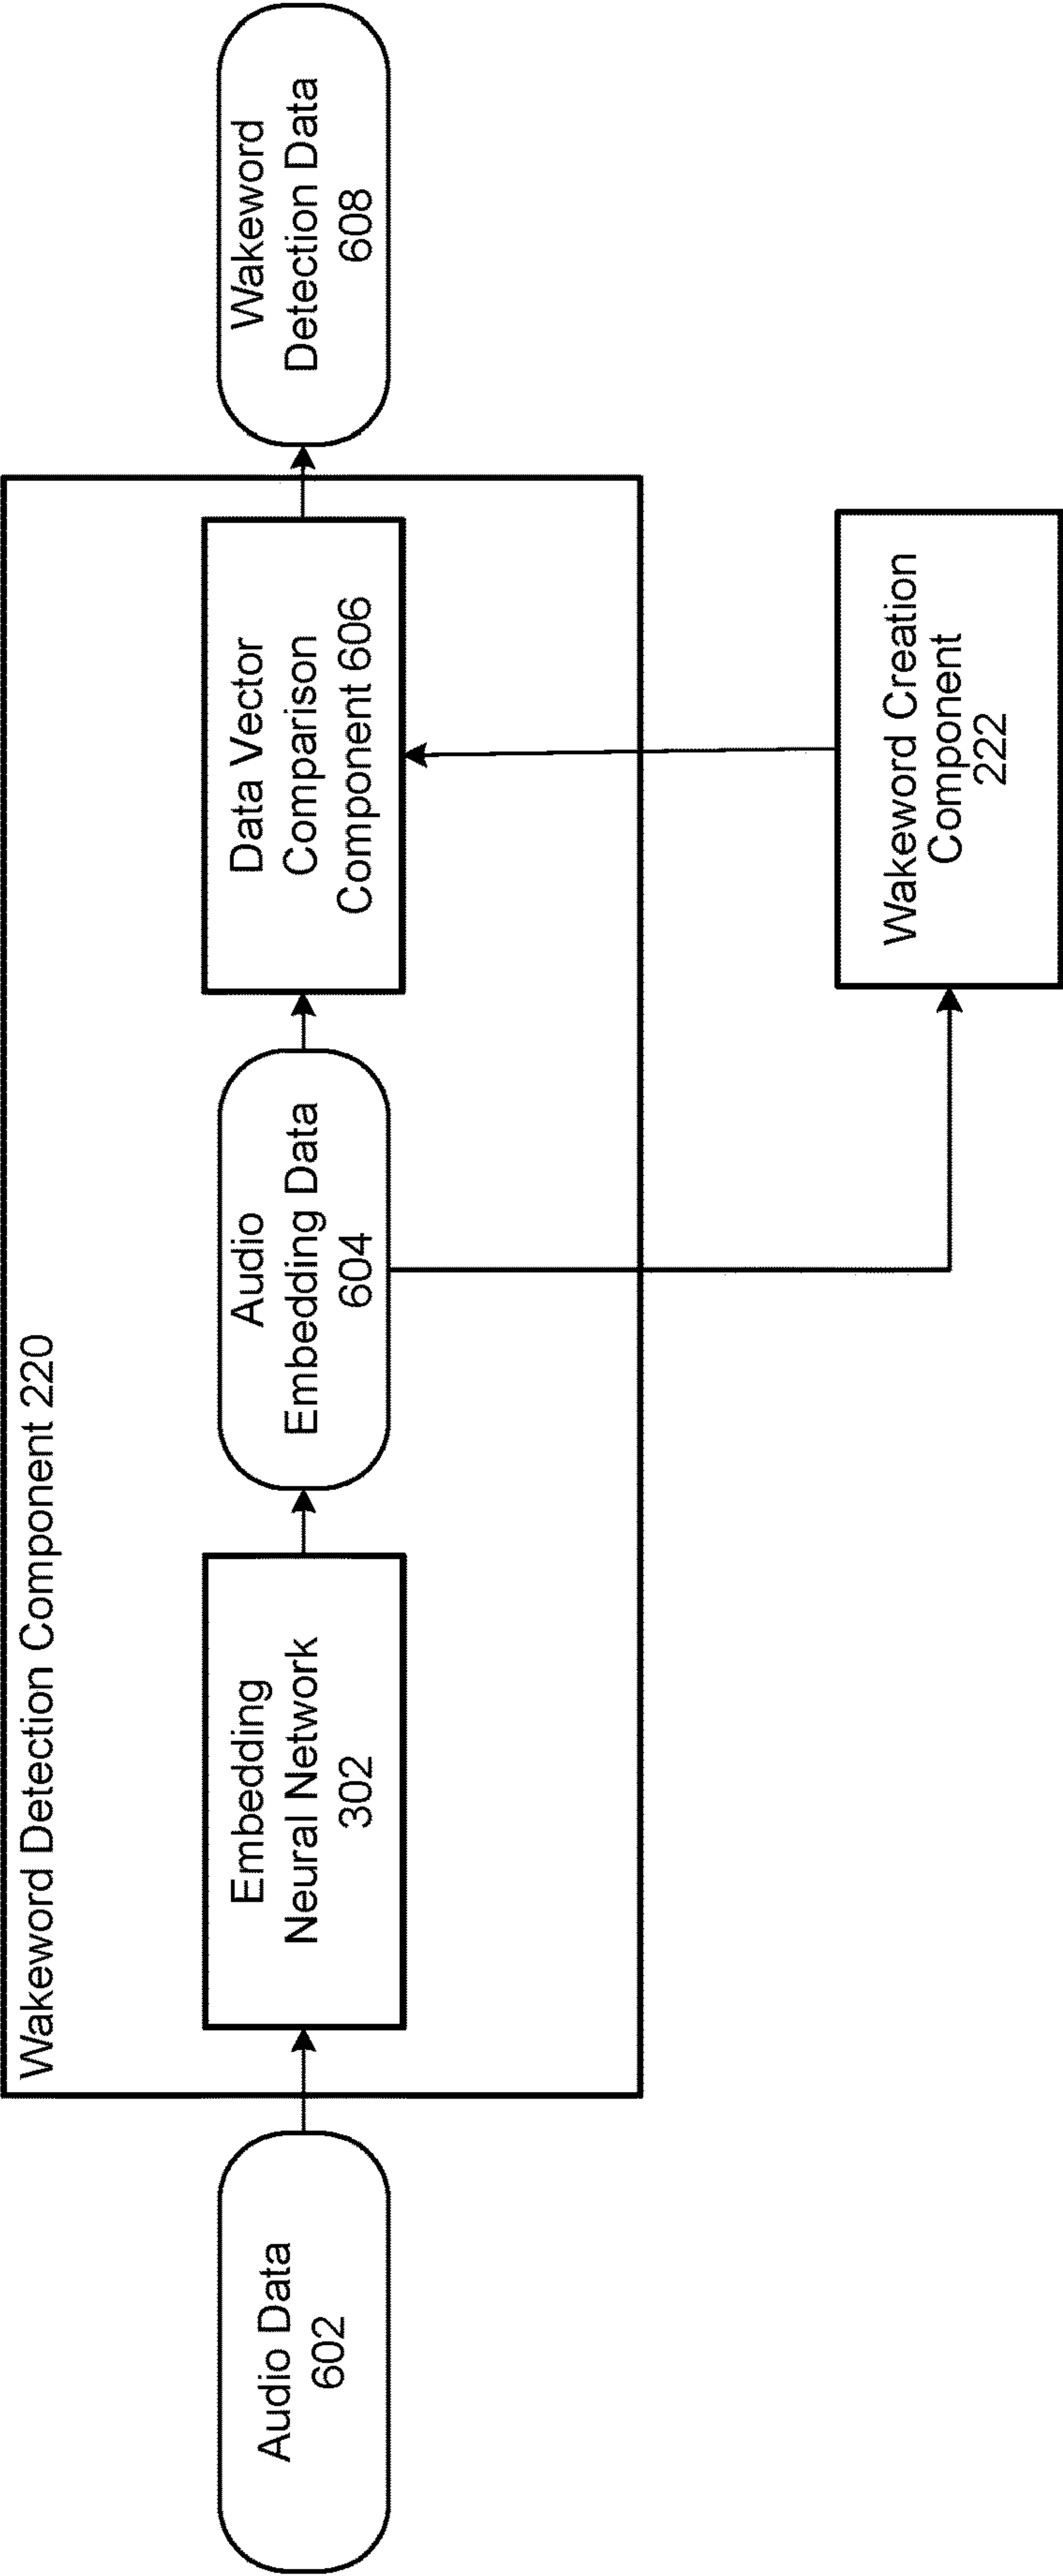 Wakeword Detection Component 220
Audio Data
602
Embedding
Neural Network
302
Audio
Embedding Data
604
Data Vector
Comparison
Component 606
Wakeword
Detection Data
608
Wakeword Creation
Component
222